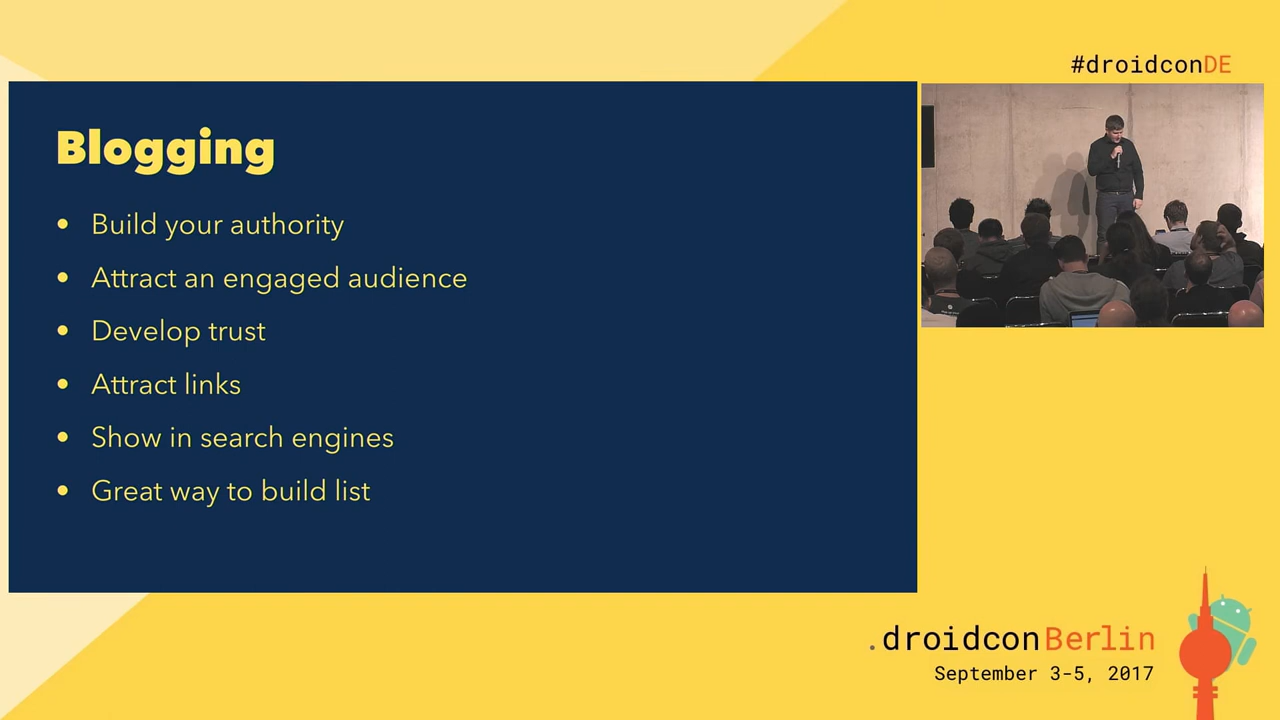 #droidconDE
Blogging
• Build your authority
• Attract an engaged audience
• Develop trust
• Attract links
• Show in search engines
• Great way to build list
.droidconBerlin
September 3-5, 2017